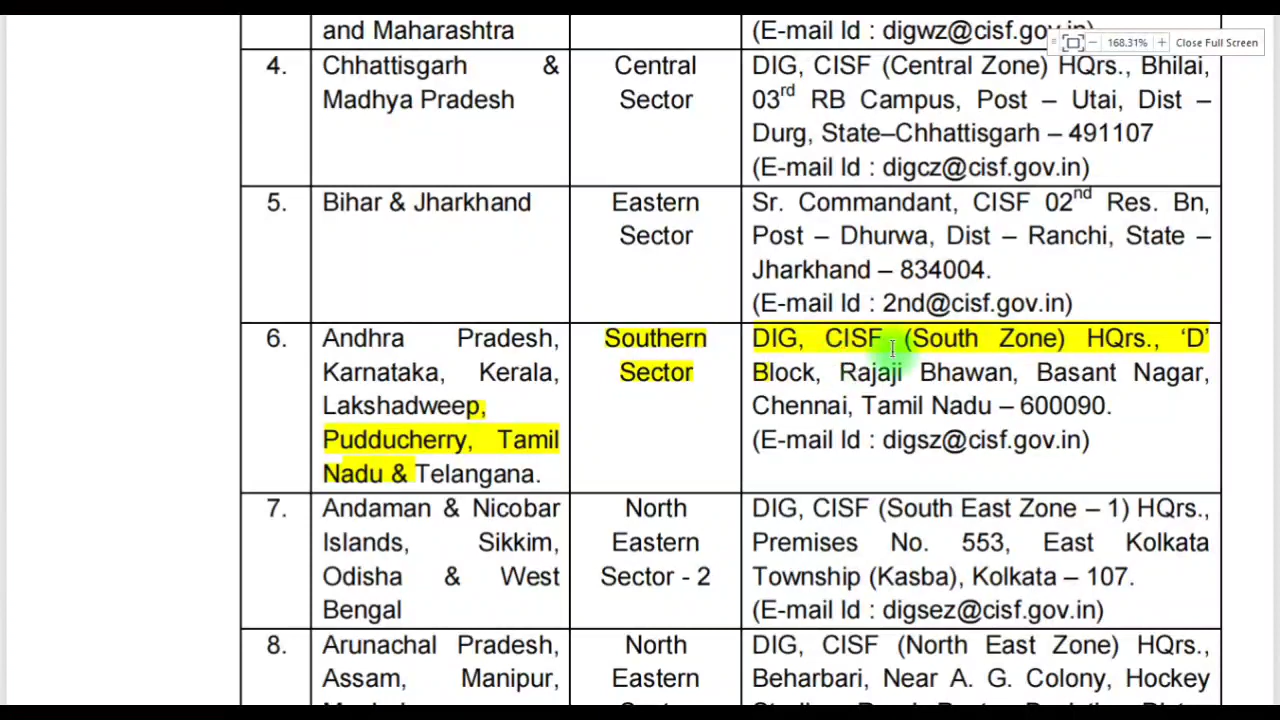 and Maharashtra
(E-mail Id : digwz@cisf.gov.in)
168.31%
Close Full Screen
4.
Chhattisgarh &
Madhya Pradesh
Central
Sector
DIG, CISF (Central Zone) HQrs., Bhilai,
03rd RB Campus, Post – Utai, Dist –
Durg, State–Chhattisgarh – 491107
(E-mail Id : digcz@cisf.gov.in)
5.
Bihar & Jharkhand
Eastern
Sector
Sr. Commandant, CISF 02nd Res. Bn,
Post – Dhurwa, Dist – Ranchi, State –
Jharkhand – 834004.
(E-mail Id : 2nd@cisf.gov.in)
6.
Andhra Pradesh,
Karnataka, Kerala,
Lakshadweep,
Pudducherry, Tamil
Nadu & Telangana.
Southern
Sector
DIG, CISF (South Zone) HQrs., ‘D’
Block, Rajaji Bhawan, Basant Nagar,
Chennai, Tamil Nadu – 600090.
(E-mail Id : digsz@cisf.gov.in)
7.
Andaman & Nicobar
Islands, Sikkim,
Odisha & West
Bengal
North
Eastern
Sector - 2
DIG, CISF (South East Zone – 1) HQrs.,
Premises No. 553, East Kolkata
Township (Kasba), Kolkata – 107.
(E-mail Id : digsez@cisf.gov.in)
8.
Arunachal Pradesh,
Assam, Manipur,
North
Eastern
DIG, CISF (North East Zone) HQrs.,
Beharbari, Near A. G. Colony, Hockey